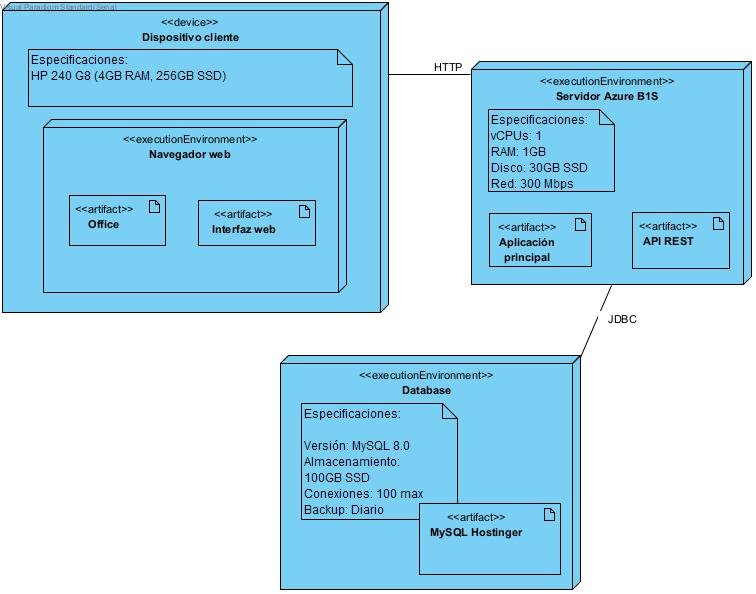 Visual Paradigm Standard(Sena)
<<device>>
Dispositivo cliente
Especificaciones:
HP 240 G8 (4GB RAM, 256GB SSD)
<<executionEnvironment>>
Navegador web
<<artifact>>
Office
<<artifact>>
Interfaz web
HTTP
<<executionEnvironment>>
Servidor Azure B1S
Especificaciones:
vCPUs: 1
RAM: 1GB
Disco: 30GB SSD
Red: 300 Mbps
<<artifact>>
Aplicación
principal
<<artifact>>
API REST
JDBC
<<executionEnvironment>>
Database
Especificaciones:
Versión: MySQL 8.0
Almacenamiento:
100GB SSD
Conexiones: 100 max
Backup: Diario
<<artifact>>
MySQL Hostinger